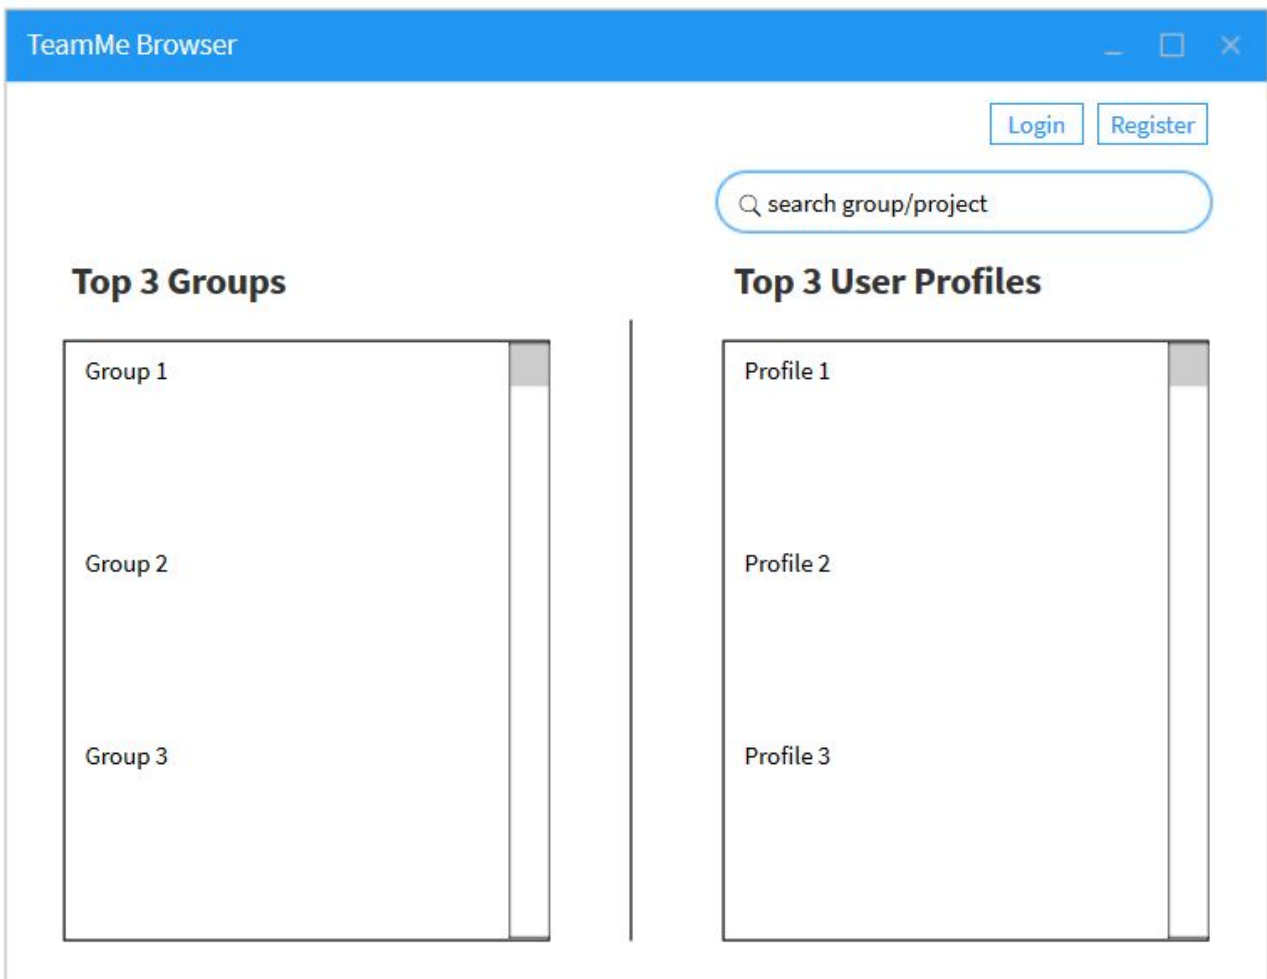 TeamMe Browser
Login Register
search group/project
Top 3 Groups
Top 3 User Profiles
Group 1
Group 2
Group 3
Profile 1
Profile 2
Profile 3